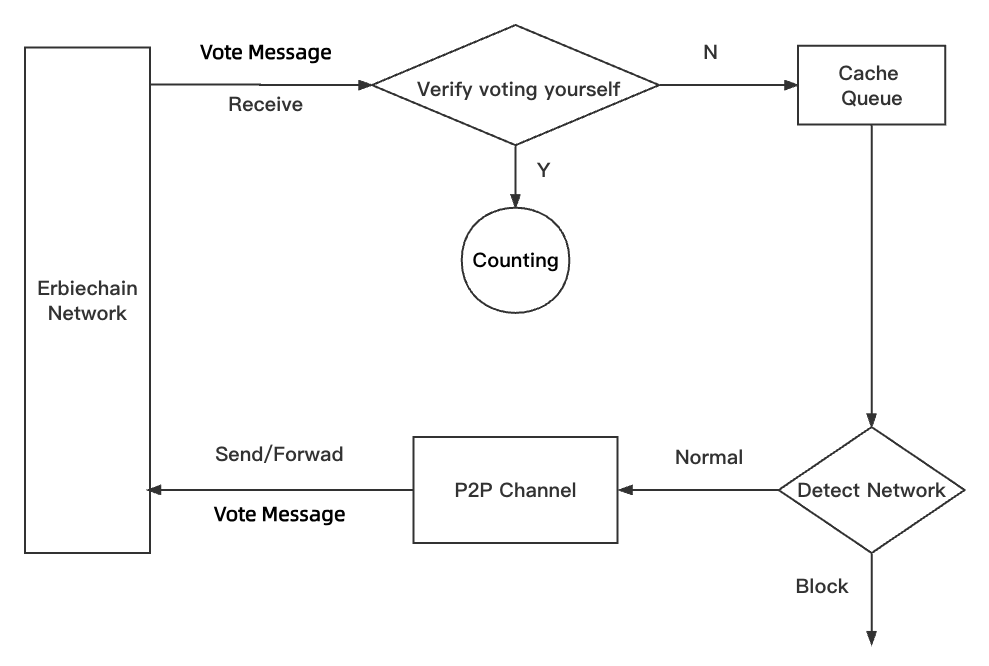 Vote Message
Receive
Verify voting yourself
N
Cache
Queue
Y
Counting
Erbiechain
Network
Send/Forwad
Vote Message
P2P Channel
Normal
Detect Network
Block